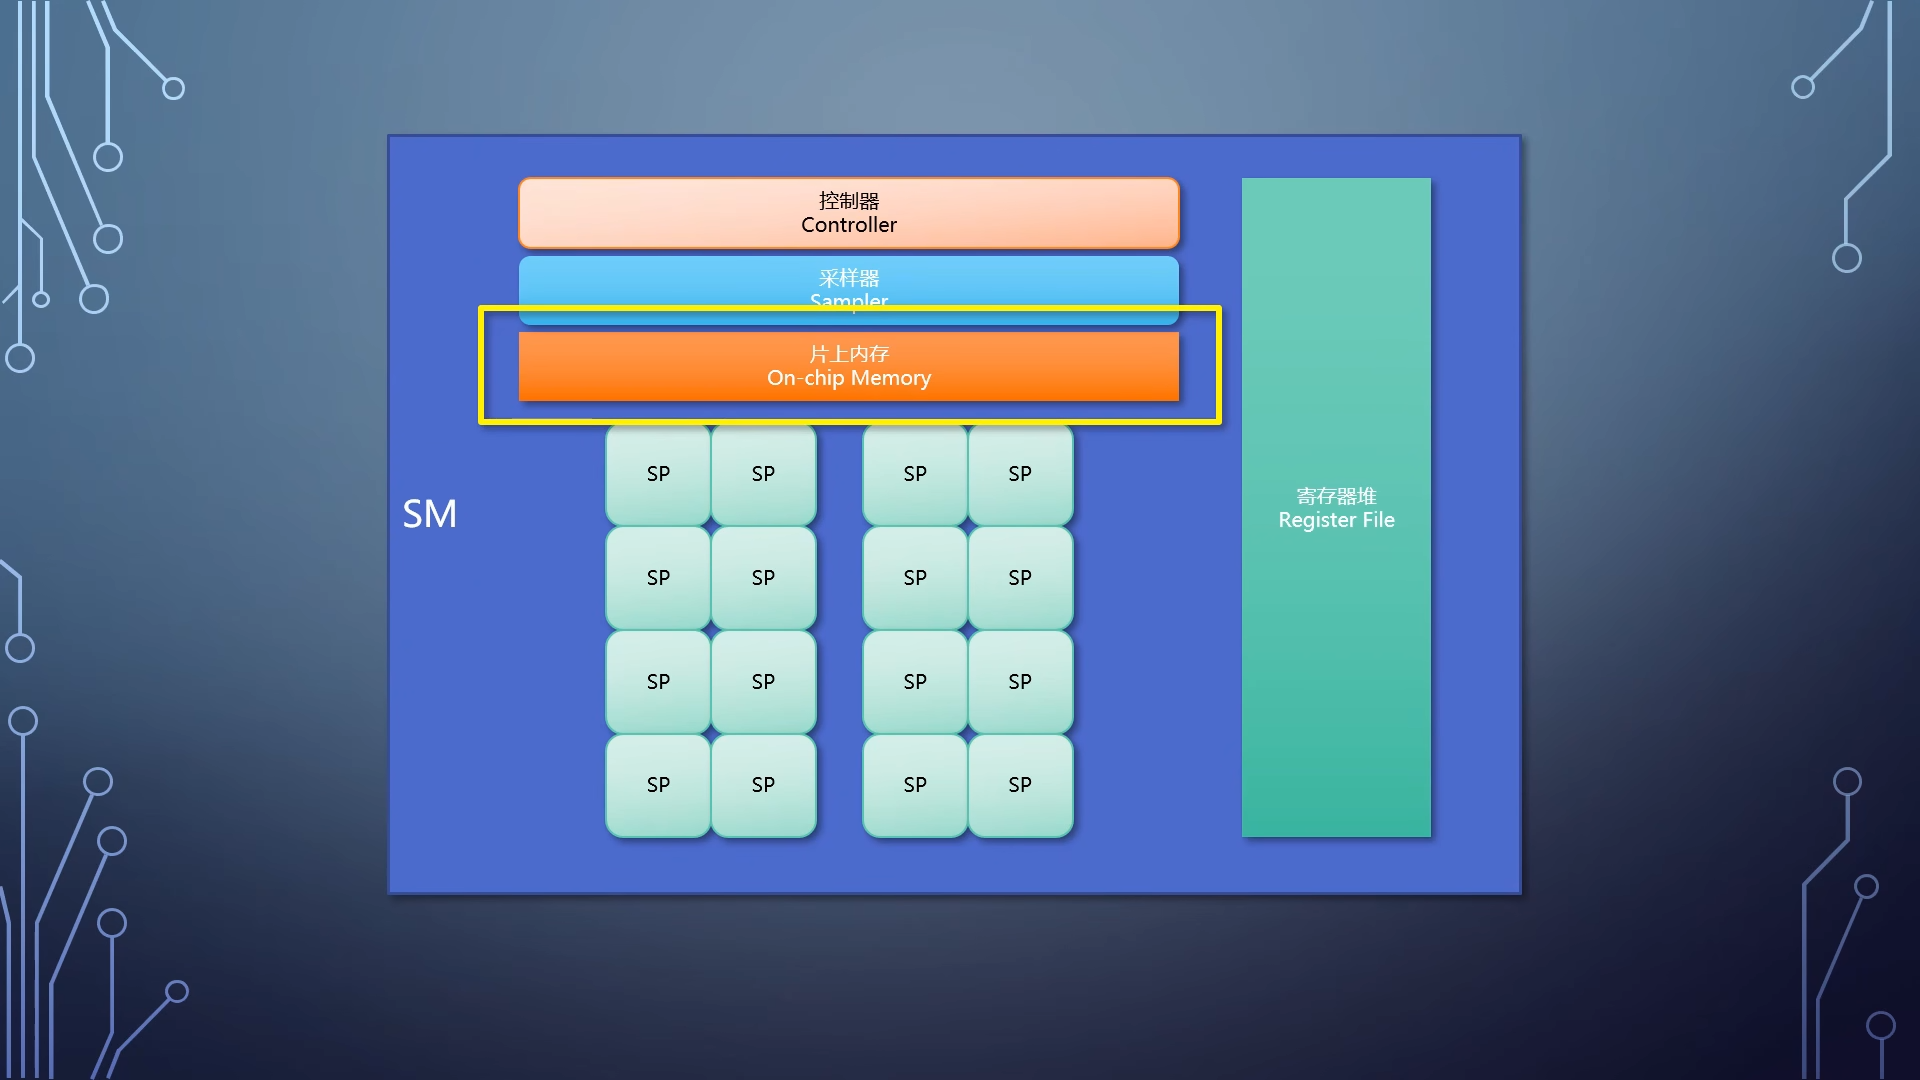 控制器
Controller
采样器
Sampler
片上内存
On-chip Memory
SM
SP SP SP SP
SP SP SP SP
SP SP SP SP
SP SP SP SP
寄存器堆
Register File